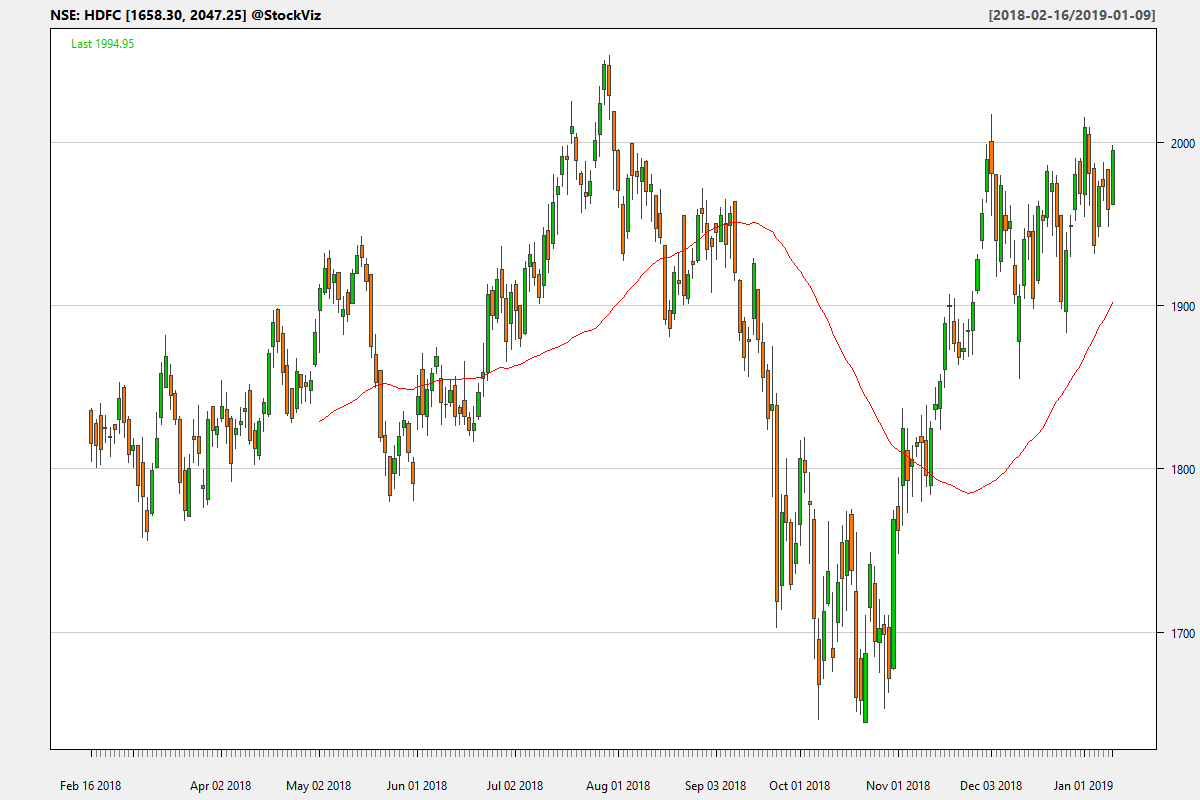 NSE: HDFC [1658.30, 2047.25] @StockViz [2018-02-16/2019-01-09]
Last 1994.95
2000
1900
1800
1700
Feb 16 2018 Apr 02 2018 May 02 2018 Jun 01 2018 Jul 02 2018 Aug 01 2018 Sep 03 2018 Oct 01 2018 Nov 01 2018 Dec 03 2018 Jan 01 2019